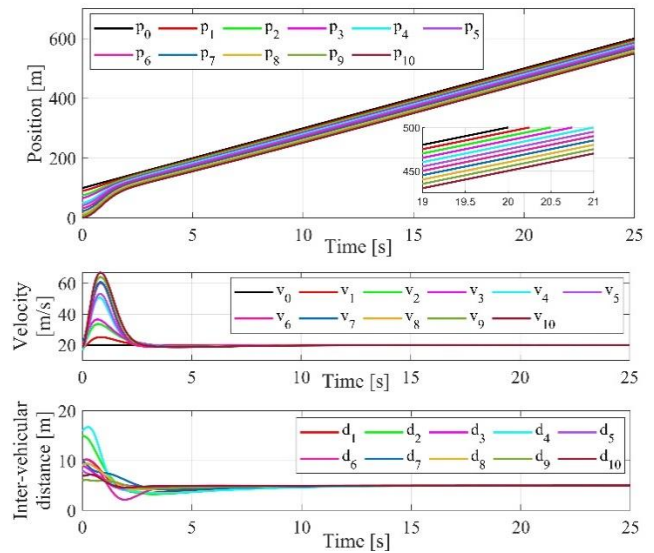 p0 p1 p2 p3 p4 p5
p6 p7 p8 p9 p10
600
400
200
0
Position [m]
500
450
19 19.5 20 20.5 21
0 5 10 15 20 25
Time [s]
60
40
20
Velocity
[m/s]
v0 v1 v2 v3 v4 v5
v6 v7 v8 v9 v10
0 5 10 15 20 25
Time [s]
20
10
0
Inter-vehicular
distance [m]
d1 d2 d3 d4 d5
d6 d7 d8 d9 d10
0 5 10 15 20 25
Time [s]